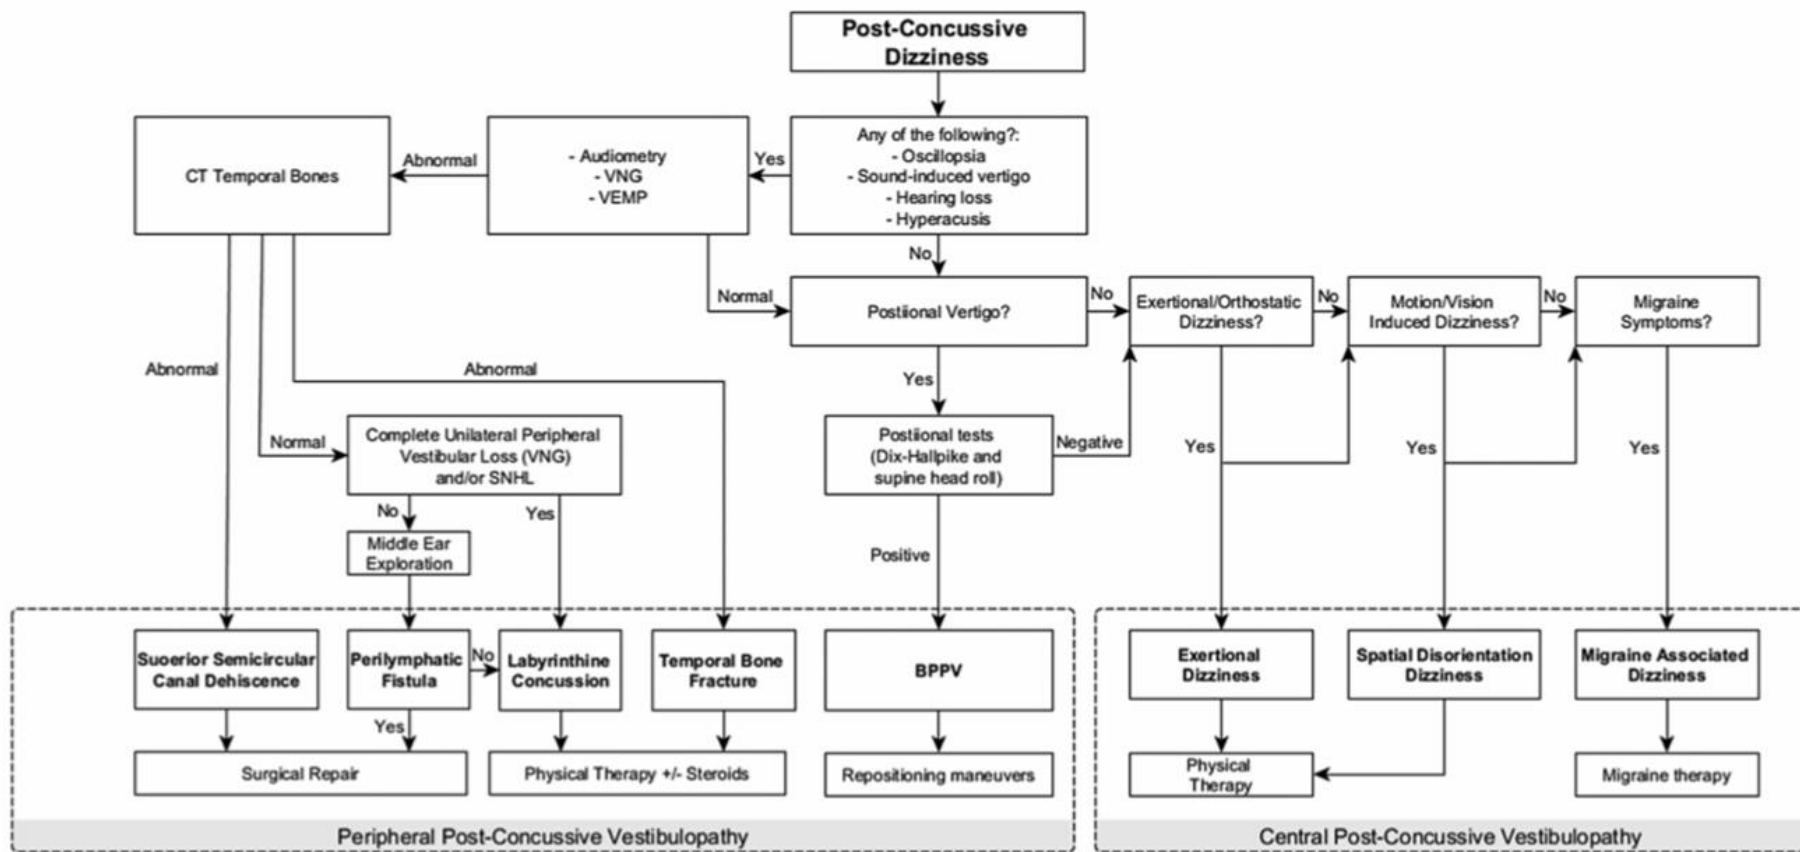 Post-Concussive
Dizziness
CT Temporal Bones
Abnormal
- Audiometry
- VNG
- VEMP
Yes
Any of the following?:
- Oscillopsia
- Sound-induced vertigo
- Hearing loss
- Hyperacusis
No
Normal
Postiional Vertigo?
No
Exertional/Orthostatic
Dizziness?
No
Motion/Vision
Induced Dizziness?
No
Migraine
Symptoms?
Abnormal
Abnormal
Yes
Normal
Complete Unilateral Peripheral
Vestibular Loss (VNG)
and/or SNHL
Postiional tests
(Dix-Hallpike and
supine head roll)
Negative
Yes
Yes
Yes
No
Yes
Middle Ear
Exploration
Positive
Suoerior Semicircular
Canal Dehiscence
Perilymphatic
Fistula
No
Labyrinthine
Concussion
Temporal Bone
Fracture
BPPV
Exertional
Dizziness
Spatial Disorientation
Dizziness
Migraine Associated
Dizziness
Yes
Surgical Repair
Physical Therapy +/- Steroids
Repositioning maneuvers
Physical
Therapy
Migraine therapy
Peripheral Post-Concussive Vestibulopathy
Central Post-Concussive Vestibulopathy